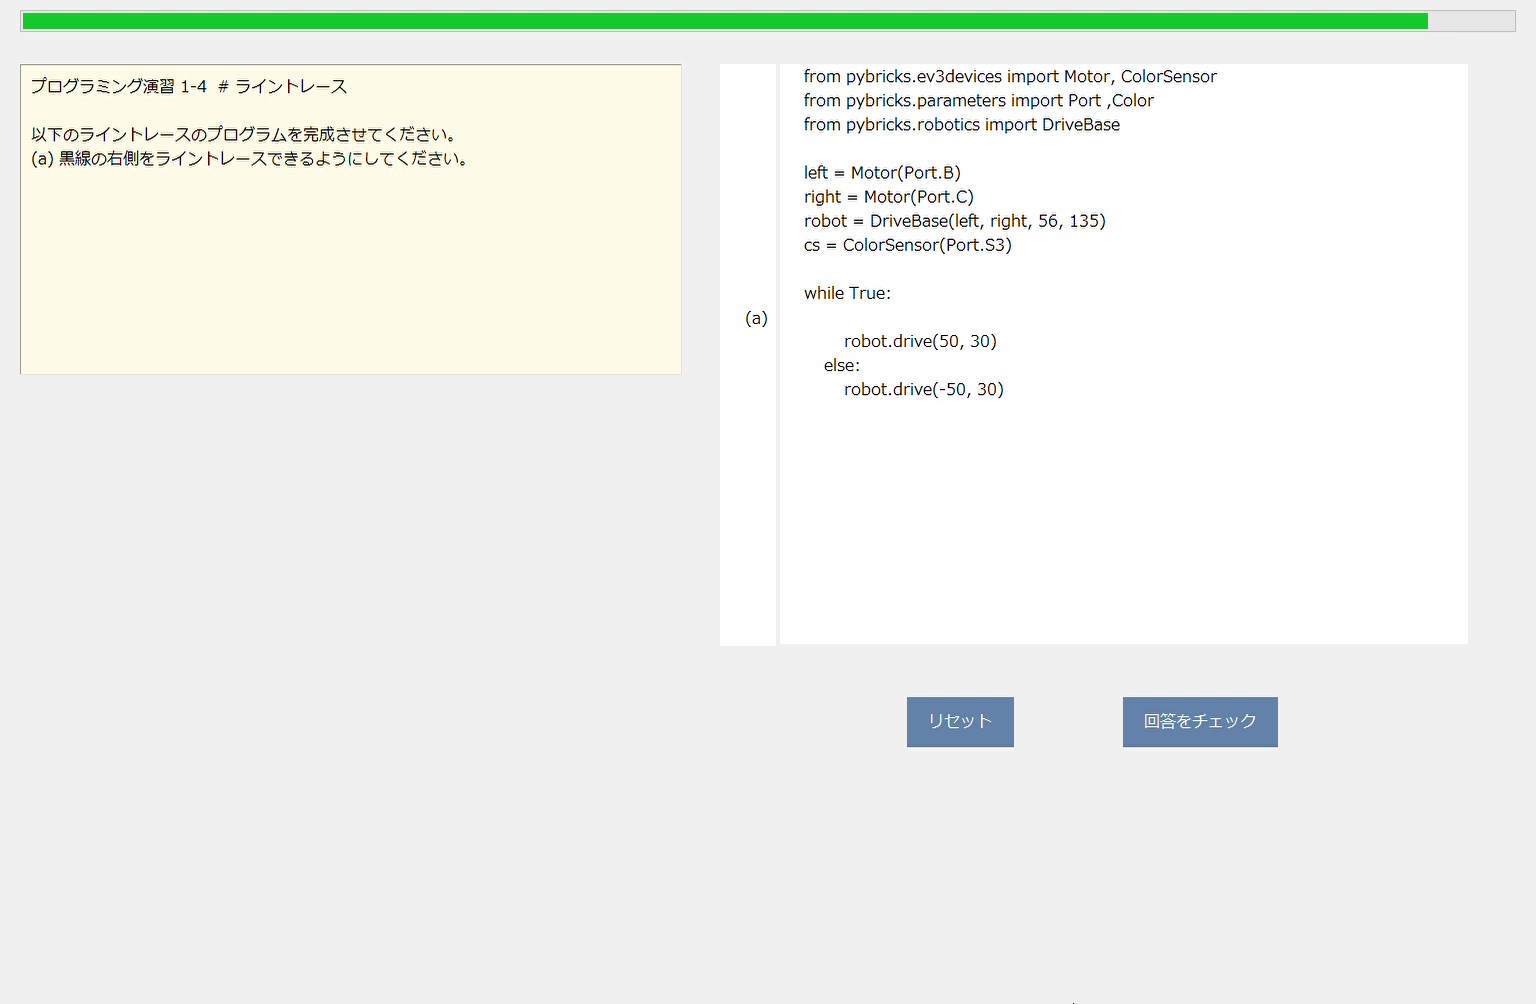 プログラミング演習 1-4  # ライントレース
以下のライントレースのプログラムを完成させてください。
(a) 黒線の右側をライントレースできるようにしてください。
from pybricks.ev3devices import Motor, ColorSensor
from pybricks.parameters import Port ,Color
from pybricks.robotics import DriveBase
left = Motor(Port.B)
right = Motor(Port.C)
robot = DriveBase(left, right, 56, 135)
cs = ColorSensor(Port.S3)
while True:
(a)
robot.drive(50, 30)
else:
robot.drive(-50, 30)
リセット
回答をチェック